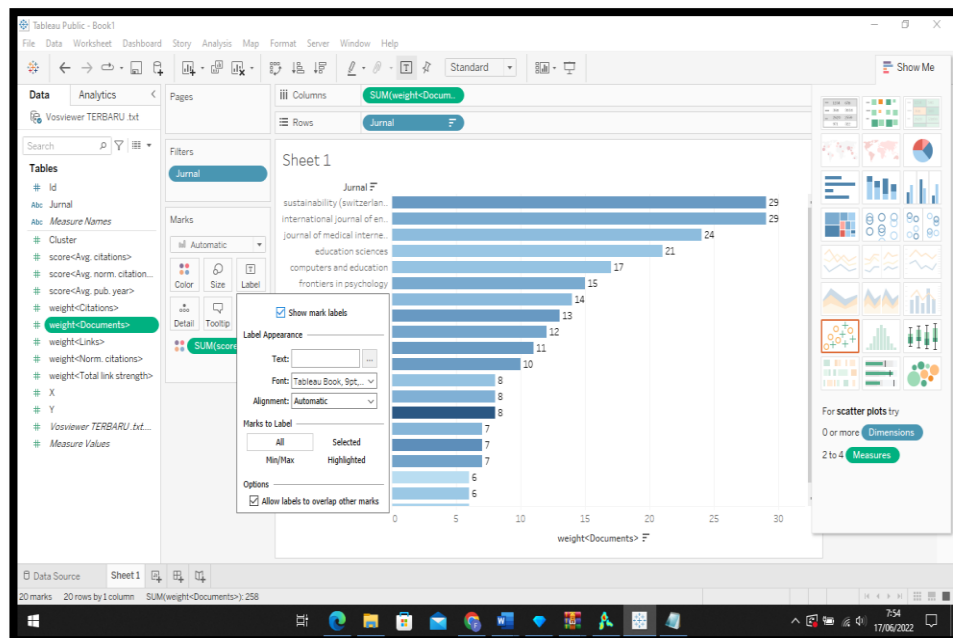 Tableau Public - Book1
File Data Worksheet Dashboard Story Analysis Map Format Server Window Help
Standard
Show Me
Data Analytics
Pages
Columns SUM(weight<Docum..
Vosviewer TERBARU .txt
Rows Jurnal
Search
Tables
Filters
Jurnal
Sheet 1
# Id
Abc Jurnal
Abc Measure Names
# Cluster
# score<Avg. citations>
# score<Avg. norm. citation...
# score<Avg. pub. year>
# weight<Citations>
# weight<Documents>
# weight<Links>
# weight<Norm. citations>
# weight<Total link strength>
# X
# Y
# Vosviewer TERBARU .txt....
# Measure Values
Marks
Automatic
Color Size Label
Detail Tooltip
SUM(score
Show mark labels
Label Appearance
Text:
Font: Tableau Book, 9pt,...
Alignment: Automatic
Marks to Label
All Selected
Min/Max Highlighted
Options
Allow labels to overlap other marks
Jurnal
sustainability (switzerlan.. 29
international journal of en.. 29
journal of medical interne.. 24
education sciences 21
computers and education 17
frontiers in psychology 15
14
13
12
11
10
8
8
8
7
7
7
6
6
0 5 10 15 20 25 30
weight<Documents>
For scatter plots try
0 or more Dimensions
2 to 4 Measures
Data Source Sheet 1
20 marks 20 rows by 1 column SUM(weight<Documents>): 258
7:54
17/06/2022